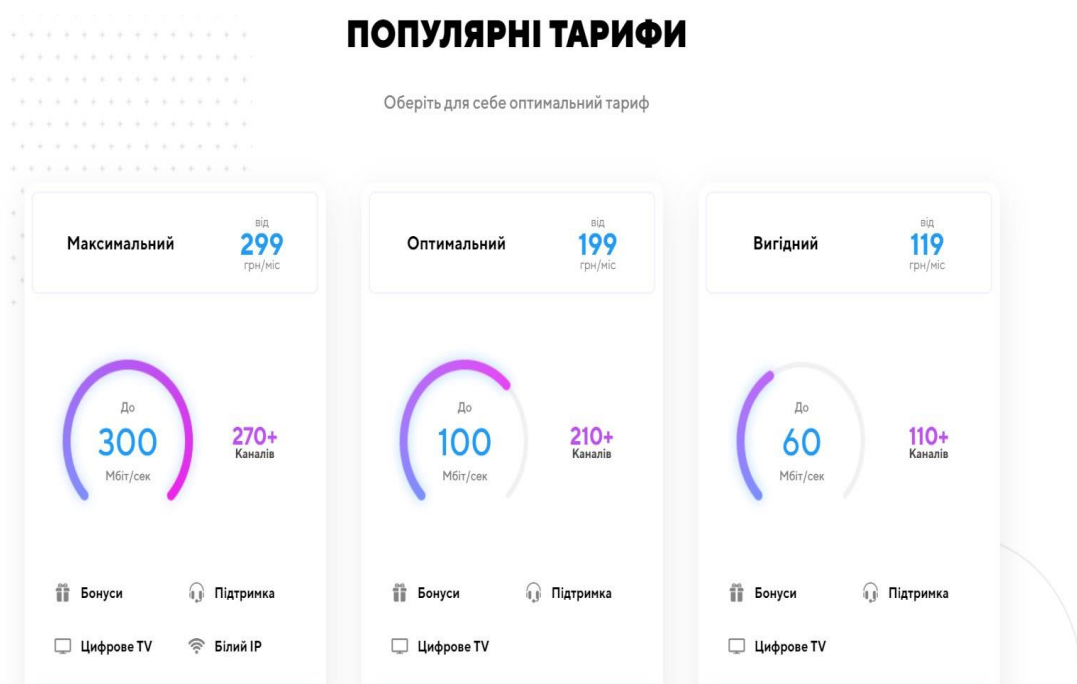 ПОПУЛЯРНІ ТАРИФИ
Оберіть для себе оптимальний тариф
Максимальний
від
299
грн/міс
До
300
Мбіт/сек
270+
Каналів
Бонуси
Підтримка
Цифрове TV
Білий IP
Оптимальний
від
199
грн/міс
До
100
Мбіт/сек
210+
Каналів
Бонуси
Підтримка
Цифрове TV
Вигідний
від
119
грн/міс
До
60
Мбіт/сек
110+
Каналів
Бонуси
Підтримка
Цифрове TV